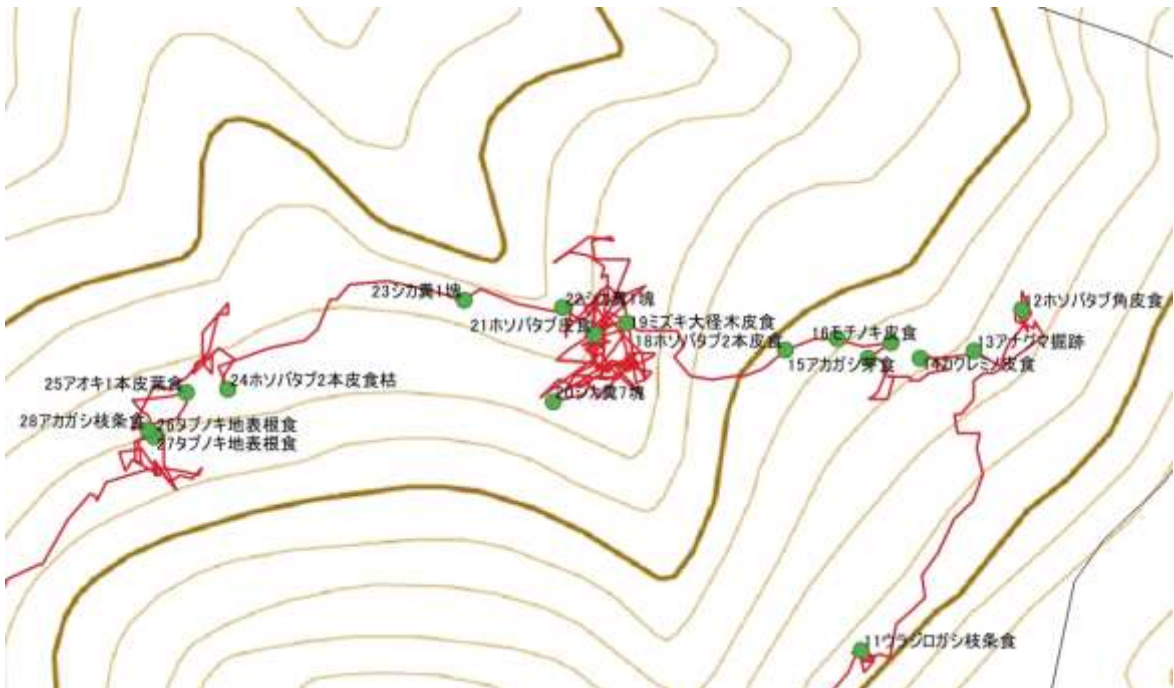 12ホソバタブ角皮食
23シカ糞1塊
22シカ糞1塊
19ミズキ大径木皮食
21ホソバタブ皮食
18ホソバタブ2本皮食
16モチノキ皮食
13アナグマ掘跡
15アカガシ芽食
14カクレミノ皮食
25アオキ1本皮葉食
24ホソバタブ2本皮食枯
20シカ糞7塊
28アカガシ枝条食
26タブノキ地表根食
27タブノキ地表根食
11ウラジロガシ枝条食